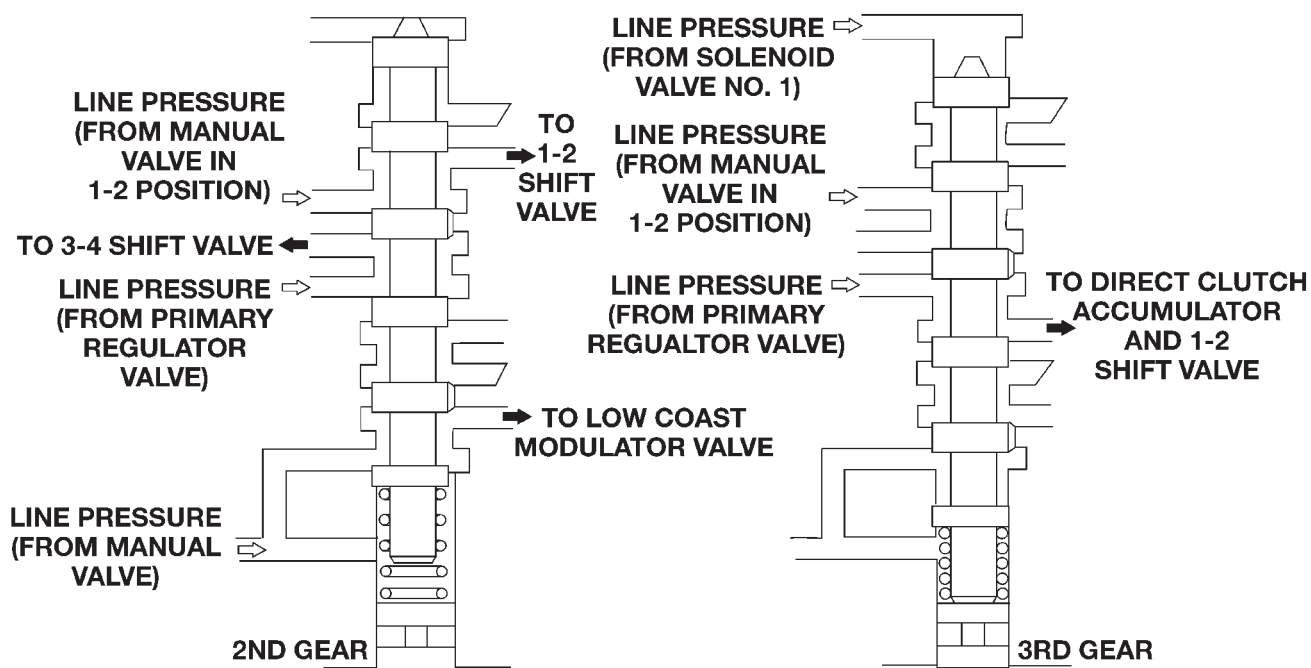 LINE PRESSURE
(FROM MANUAL
VALVE IN
1-2 POSITION)
TO
1-2
SHIFT
VALVE
TO 3-4 SHIFT VALVE
LINE PRESSURE
(FROM PRIMARY
REGULATOR
VALVE)
TO LOW COAST
MODULATOR VALVE
LINE PRESSURE
(FROM MANUAL
VALVE)
2ND GEAR
LINE PRESSURE
(FROM SOLENOID
VALVE NO. 1)
LINE PRESSURE
(FROM MANUAL
VALVE IN
1-2 POSITION)
LINE PRESSURE
(FROM PRIMARY
REGUALTOR VALVE)
TO DIRECT CLUTCH
ACCUMULATOR
AND 1-2
SHIFT VALVE
3RD GEAR